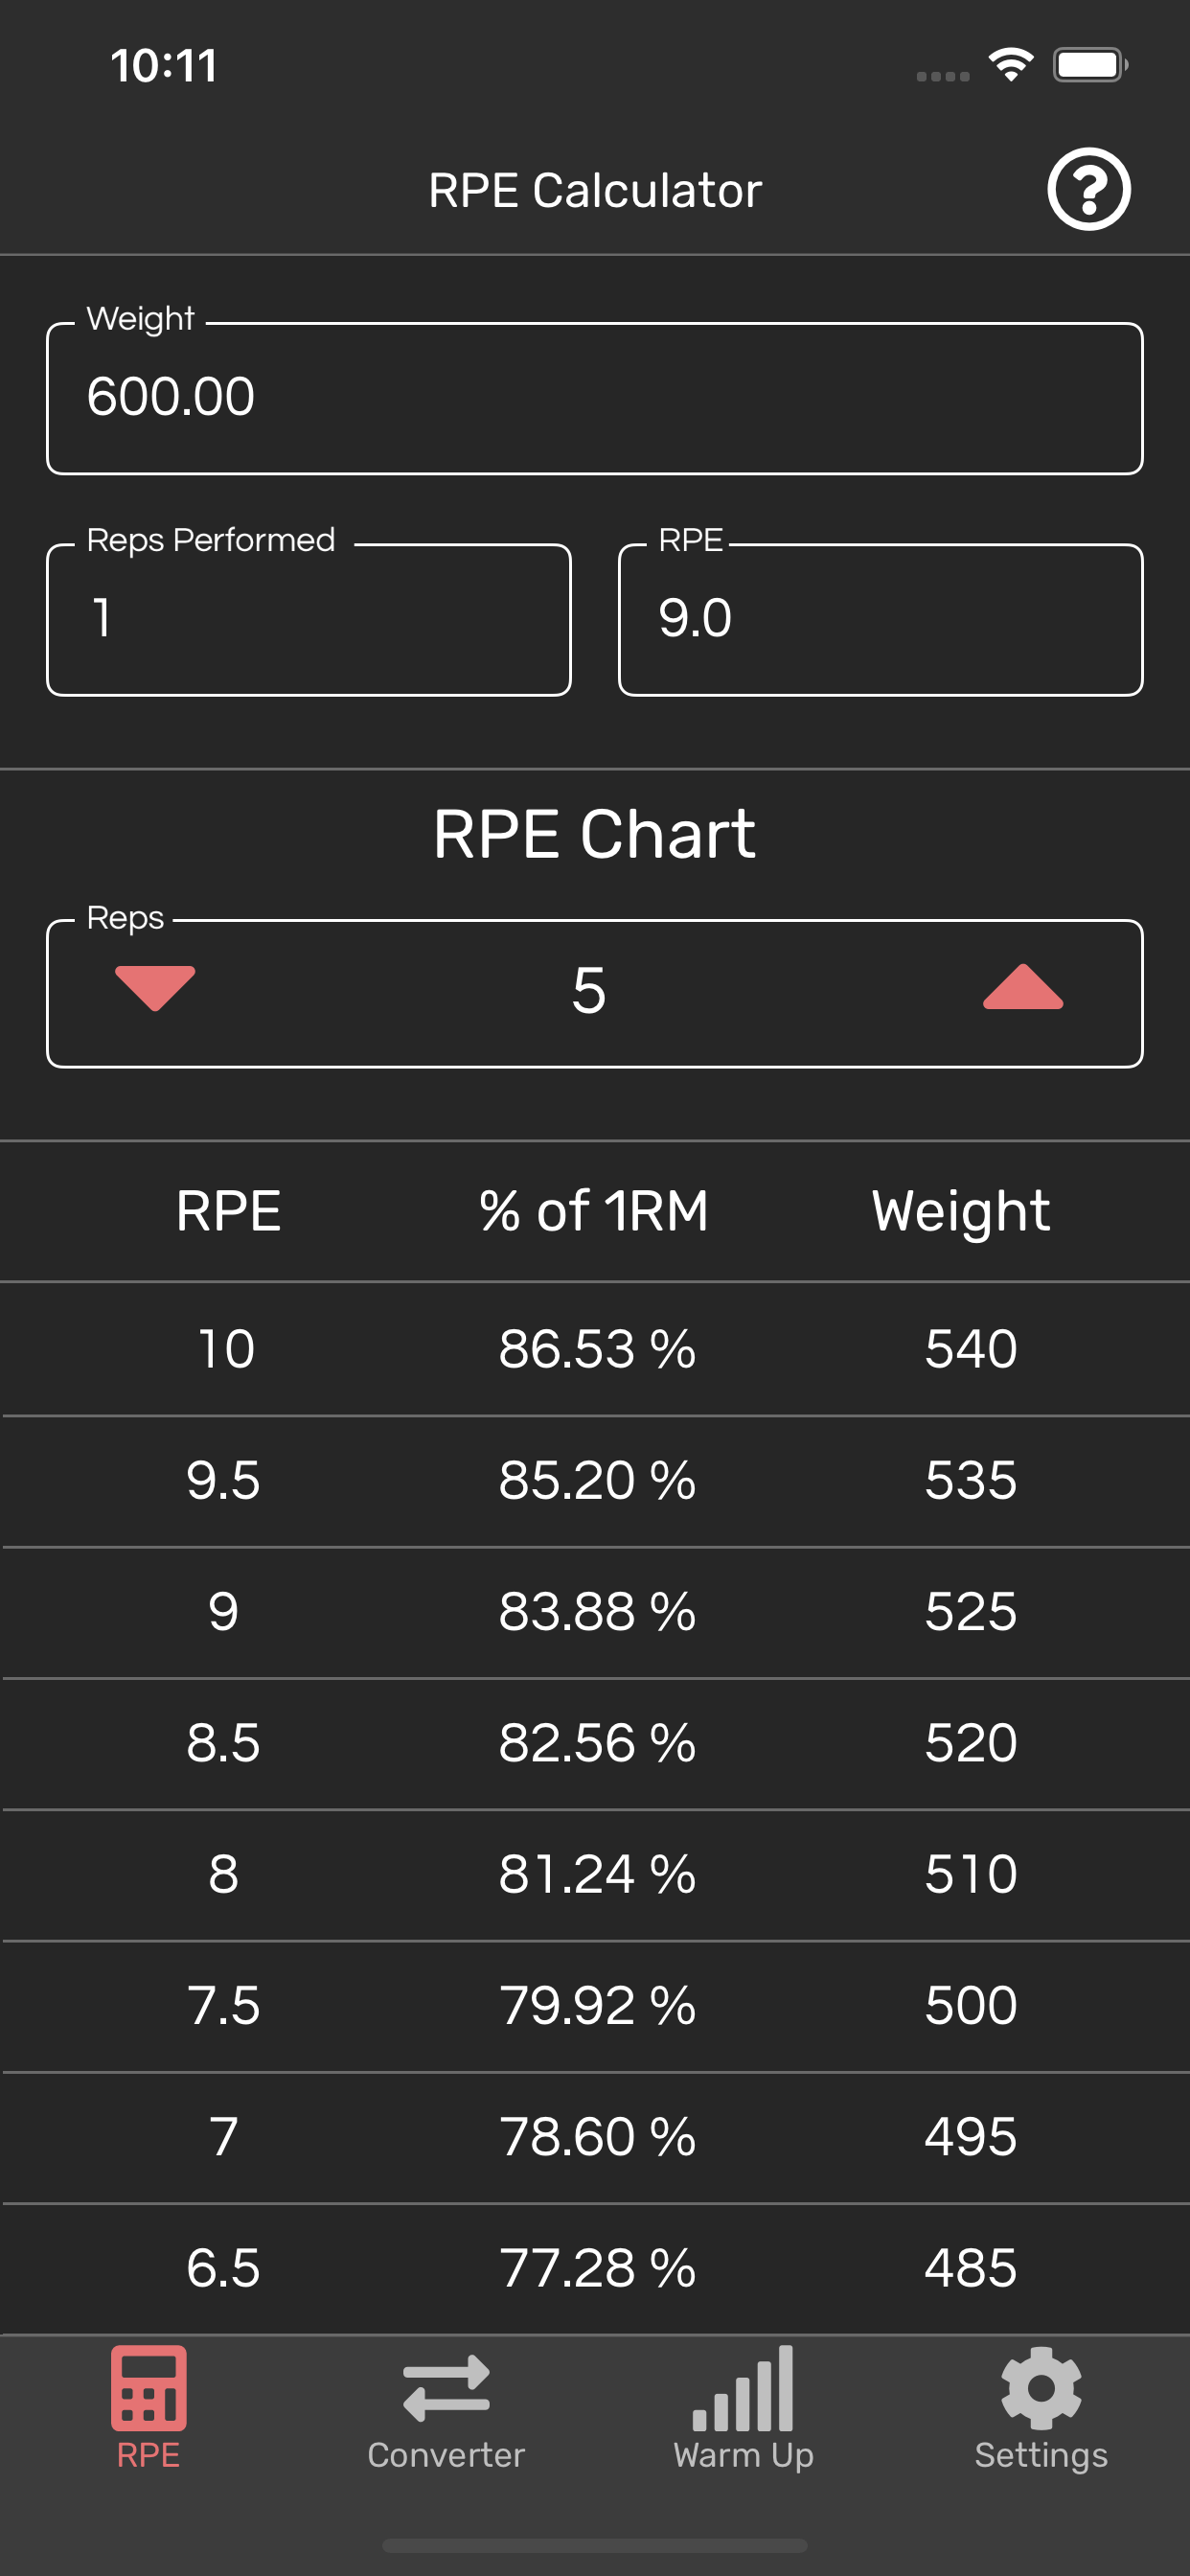 10:11
RPE Calculator
Weight
600.00
Reps Performed
RPE
1
9.0
RPE Chart
Reps
5
RPE % of 1RM Weight
10 86.53 % 540
9.5 85.20 % 535
9 83.88 % 525
8.5 82.56 % 520
8 81.24 % 510
7.5 79.92 % 500
7 78.60 % 495
6.5 77.28 % 485
RPE Converter Warm Up Settings